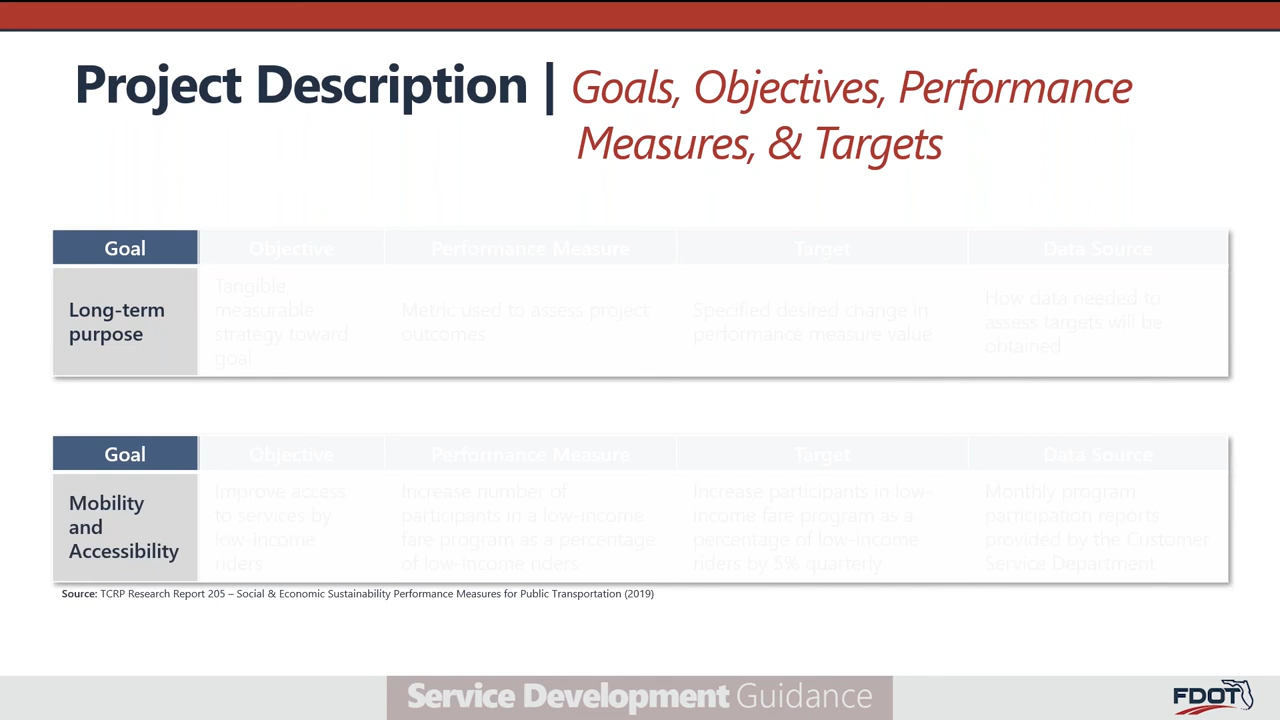 Project Description | Goals, Objectives, Performance
Measures, & Targets
Goal Objective Performance Measure Target Data Source
Long-term
purpose
Tangible
measurable
strategy toward
goal
Metric used to assess project
outcomes
Specified desired change in
performance measure value
How data needed to
assess targets will be
obtained
Goal Objective Performance Measure Target Data Source
Mobility
and
Accessibility
Improve access
to services by
low-income
riders
Increase number of
participants in a low-income
fare program as a percentage
of low-income riders
Increase participants in low-
income fare program as a
percentage of low-income
riders by 5% quarterly
Monthly program
participation reports
provided by the Customer
Service Department
Source: TCRP Research Report 205 – Social & Economic Sustainability Performance Measures for Public Transportation (2019)
Service Development Guidance
FDOT